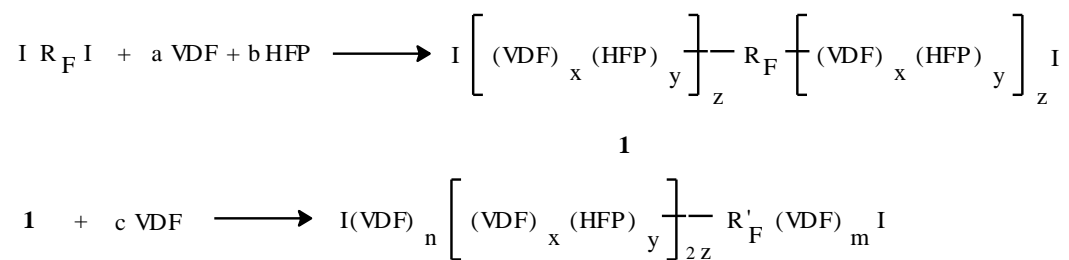 I R_F I + a VDF + b HFP ⟶ I [ (VDF)_x (HFP)_y ]_z R_F [ (VDF)_x (HFP)_y ]_z I
1
1 + c VDF ⟶ I(VDF)_n [ (VDF)_x (HFP)_y ]_2z R'_F (VDF)_m I